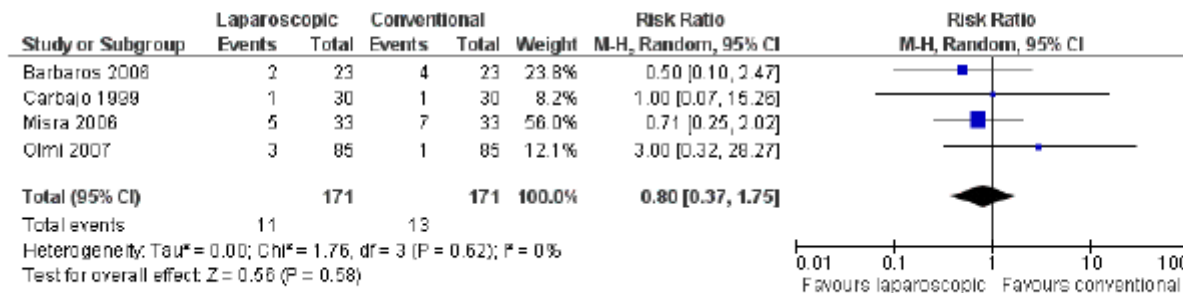 Laparoscopic Conventional Risk Ratio Risk Ratio
Study or Subgroup Events Total Events Total Weight M-H, Random, 95% CI M-H, Random, 95% CI
Barbaros 2006 2 23 4 23 23.8% 0.50 [0.10, 2.47]
Carbajo 1999 1 30 1 30 8.2% 1.00 [0.07, 15.26]
Misra 2006 5 33 7 33 56.0% 0.71 [0.25, 2.02]
Olmi 2007 3 85 1 85 12.1% 3.00 [0.32, 28.27]
Total (95% CI) 171 171 100.0% 0.80 [0.37, 1.75]
Total events 11 13
Heterogeneity: Tau² = 0.00; Chi² = 1.76, df = 3 (P = 0.62); I² = 0%
Test for overall effect: Z = 0.56 (P = 0.58)
0.01 0.1 1 10 100
Favours laparoscopic Favours conventional